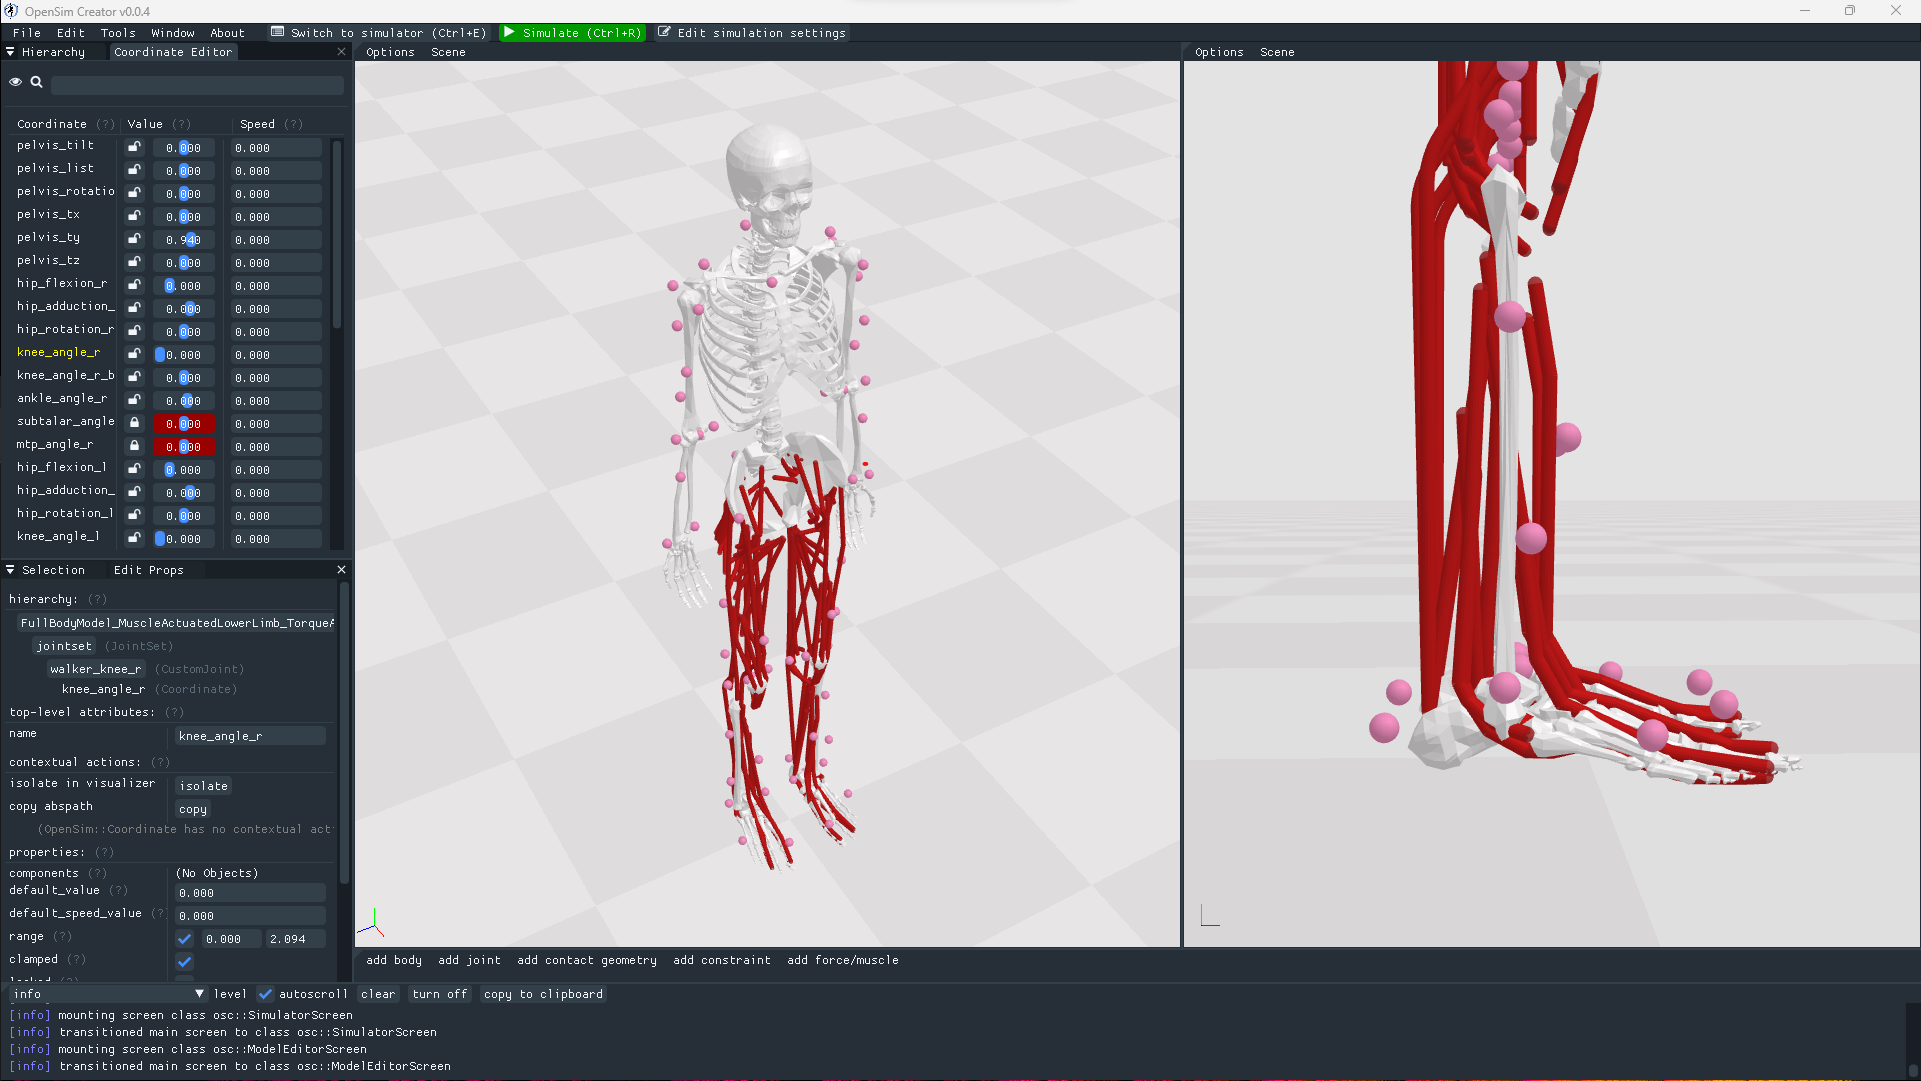 OpenSim Creator v0.0.4
File Edit Tools Window About Switch to simulator (Ctrl+E) Simulate (Ctrl+R) Edit simulation settings
Hierarchy Coordinate Editor
Options Scene
Options Scene
Coordinate (?) Value (?) Speed (?)
pelvis_tilt 0.000 0.000
pelvis_list 0.000 0.000
pelvis_rotatio 0.000 0.000
pelvis_tx 0.000 0.000
pelvis_ty 0.940 0.000
pelvis_tz 0.000 0.000
hip_flexion_r 0.000 0.000
hip_adduction_ 0.000 0.000
hip_rotation_r 0.000 0.000
knee_angle_r 0.000 0.000
knee_angle_r_b 0.000 0.000
ankle_angle_r 0.000 0.000
subtalar_angle 0.000 0.000
mtp_angle_r 0.000 0.000
hip_flexion_l 0.000 0.000
hip_adduction_ 0.000 0.000
hip_rotation_l 0.000 0.000
knee_angle_l 0.000 0.000
Selection Edit Props
hierarchy: (?)
FullBodyModel_MuscleActuatedLowerLimb_TorqueA
jointset (JointSet)
walker_knee_r (CustomJoint)
knee_angle_r (Coordinate)
top-level attributes: (?)
name knee_angle_r
contextual actions: (?)
isolate in visualizer isolate
copy abspath copy
(OpenSim::Coordinate has no contextual act
properties: (?)
components (?) (No Objects)
default_value (?) 0.000
default_speed_value (? 0.000
range (?) 0.000 2.094
clamped (?)
add body add joint add contact geometry add constraint add force/muscle
info level autoscroll clear turn off copy to clipboard
[info] mounting screen class osc::SimulatorScreen
[info] transitioned main screen to class osc::SimulatorScreen
[info] mounting screen class osc::ModelEditorScreen
[info] transitioned main screen to class osc::ModelEditorScreen